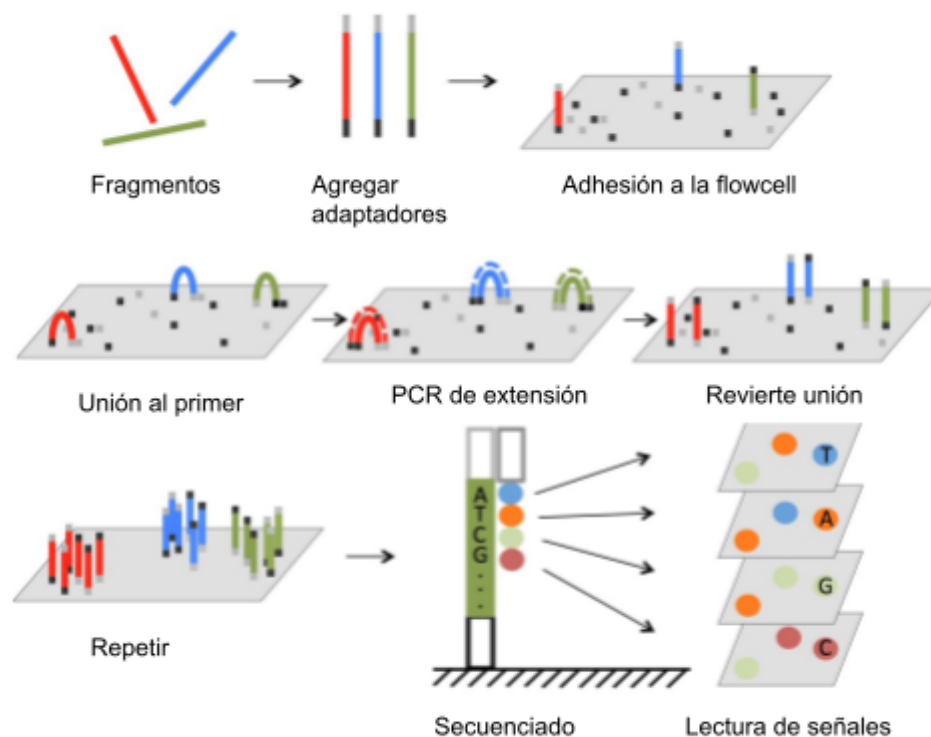 Fragmentos
Agregar
adaptadores
Adhesión a la flowcell
Unión al primer
PCR de extensión
Revierte unión
Repetir
A
T
C
G
.
.
.
Secuenciado
T
A
G
C
Lectura de señales